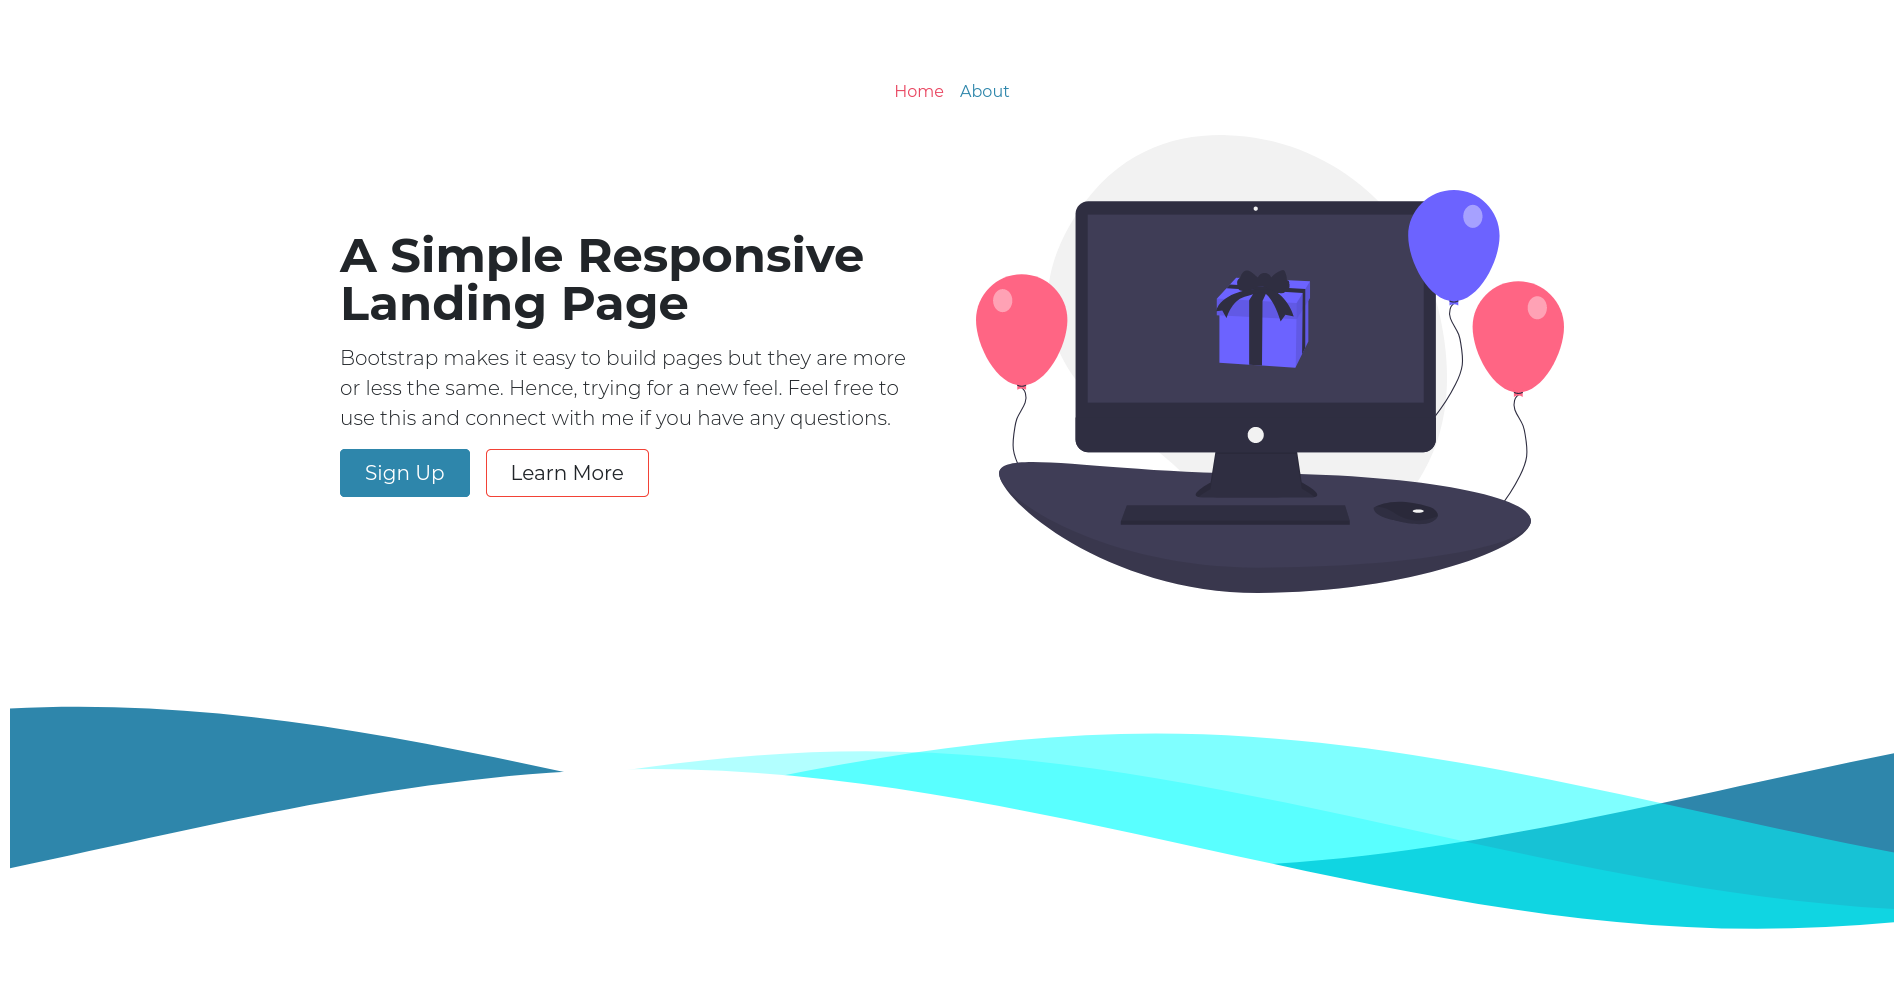 Home About
A Simple Responsive
Landing Page
Bootstrap makes it easy to build pages but they are more
or less the same. Hence, trying for a new feel. Feel free to
use this and connect with me if you have any questions.
Sign Up Learn More